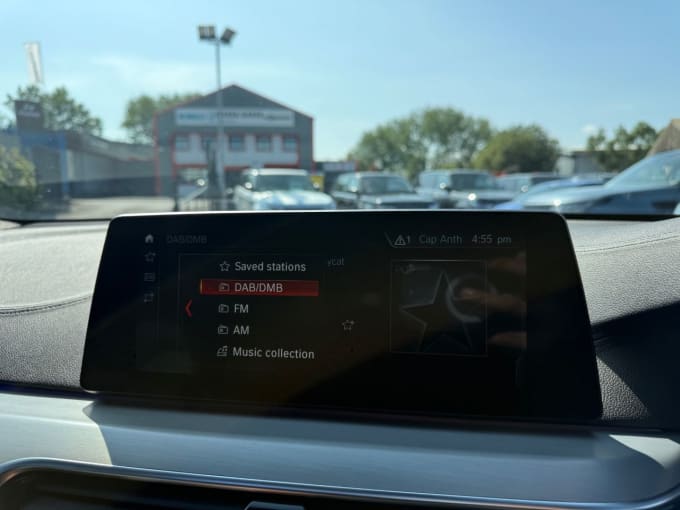 DAB/DMB
1 Cap Anth 4:55 pm
Saved stations
DAB/DMB
FM
AM
Music collection